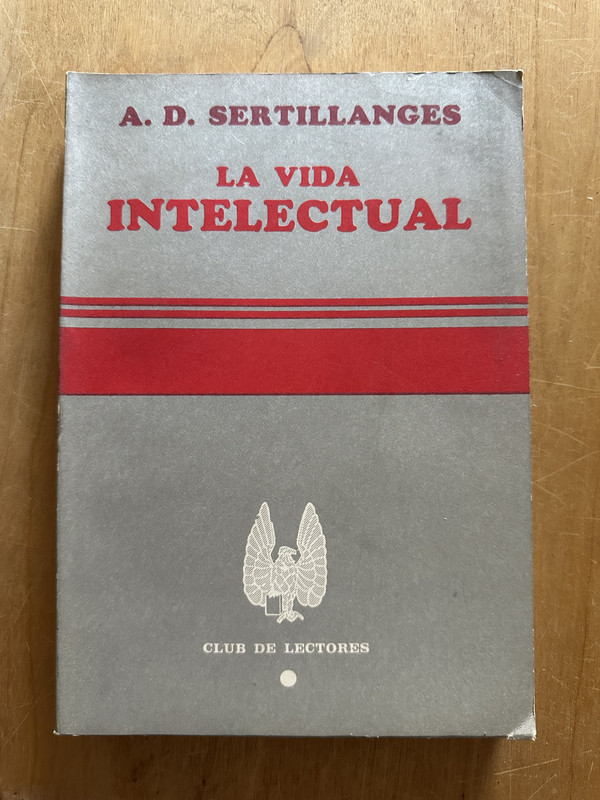 A. D. SERTILLANGES
LA VIDA
INTELECTUAL
CLUB DE LECTORES